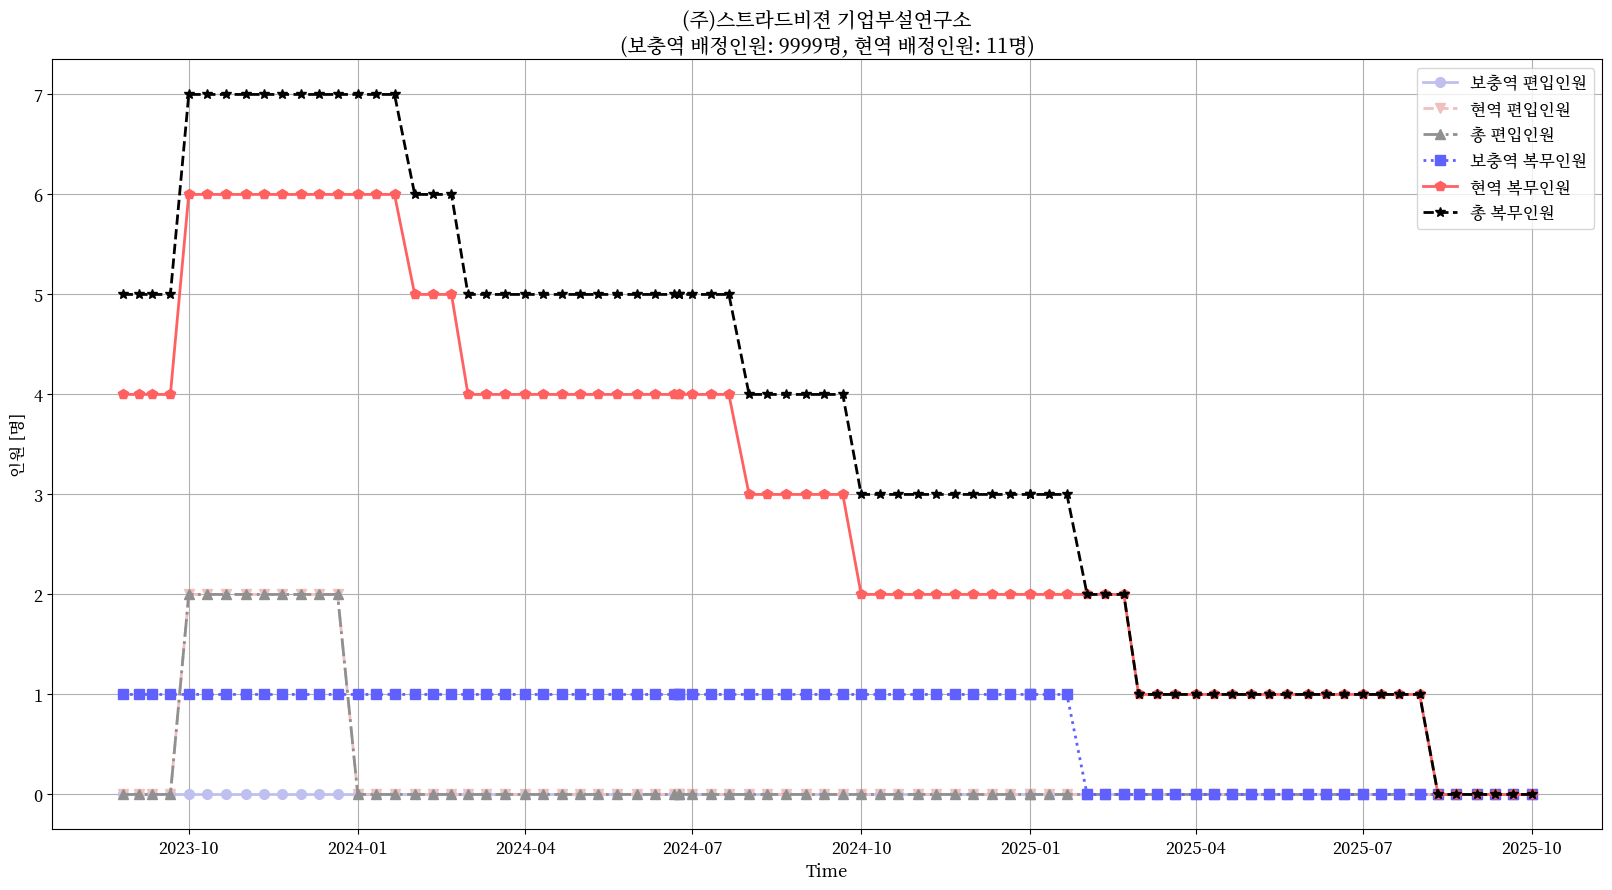 (주)스트라드비젼 기업부설연구소
(보충역 배정인원: 9999명, 현역 배정인원: 11명)
보충역 편입인원
현역 편입인원
총 편입인원
보충역 복무인원
현역 복무인원
총 복무인원
인원 [명]
7
6
5
4
3
2
1
0
2023-10
2024-01
2024-04
2024-07
2024-10
2025-01
2025-04
2025-07
2025-10
Time